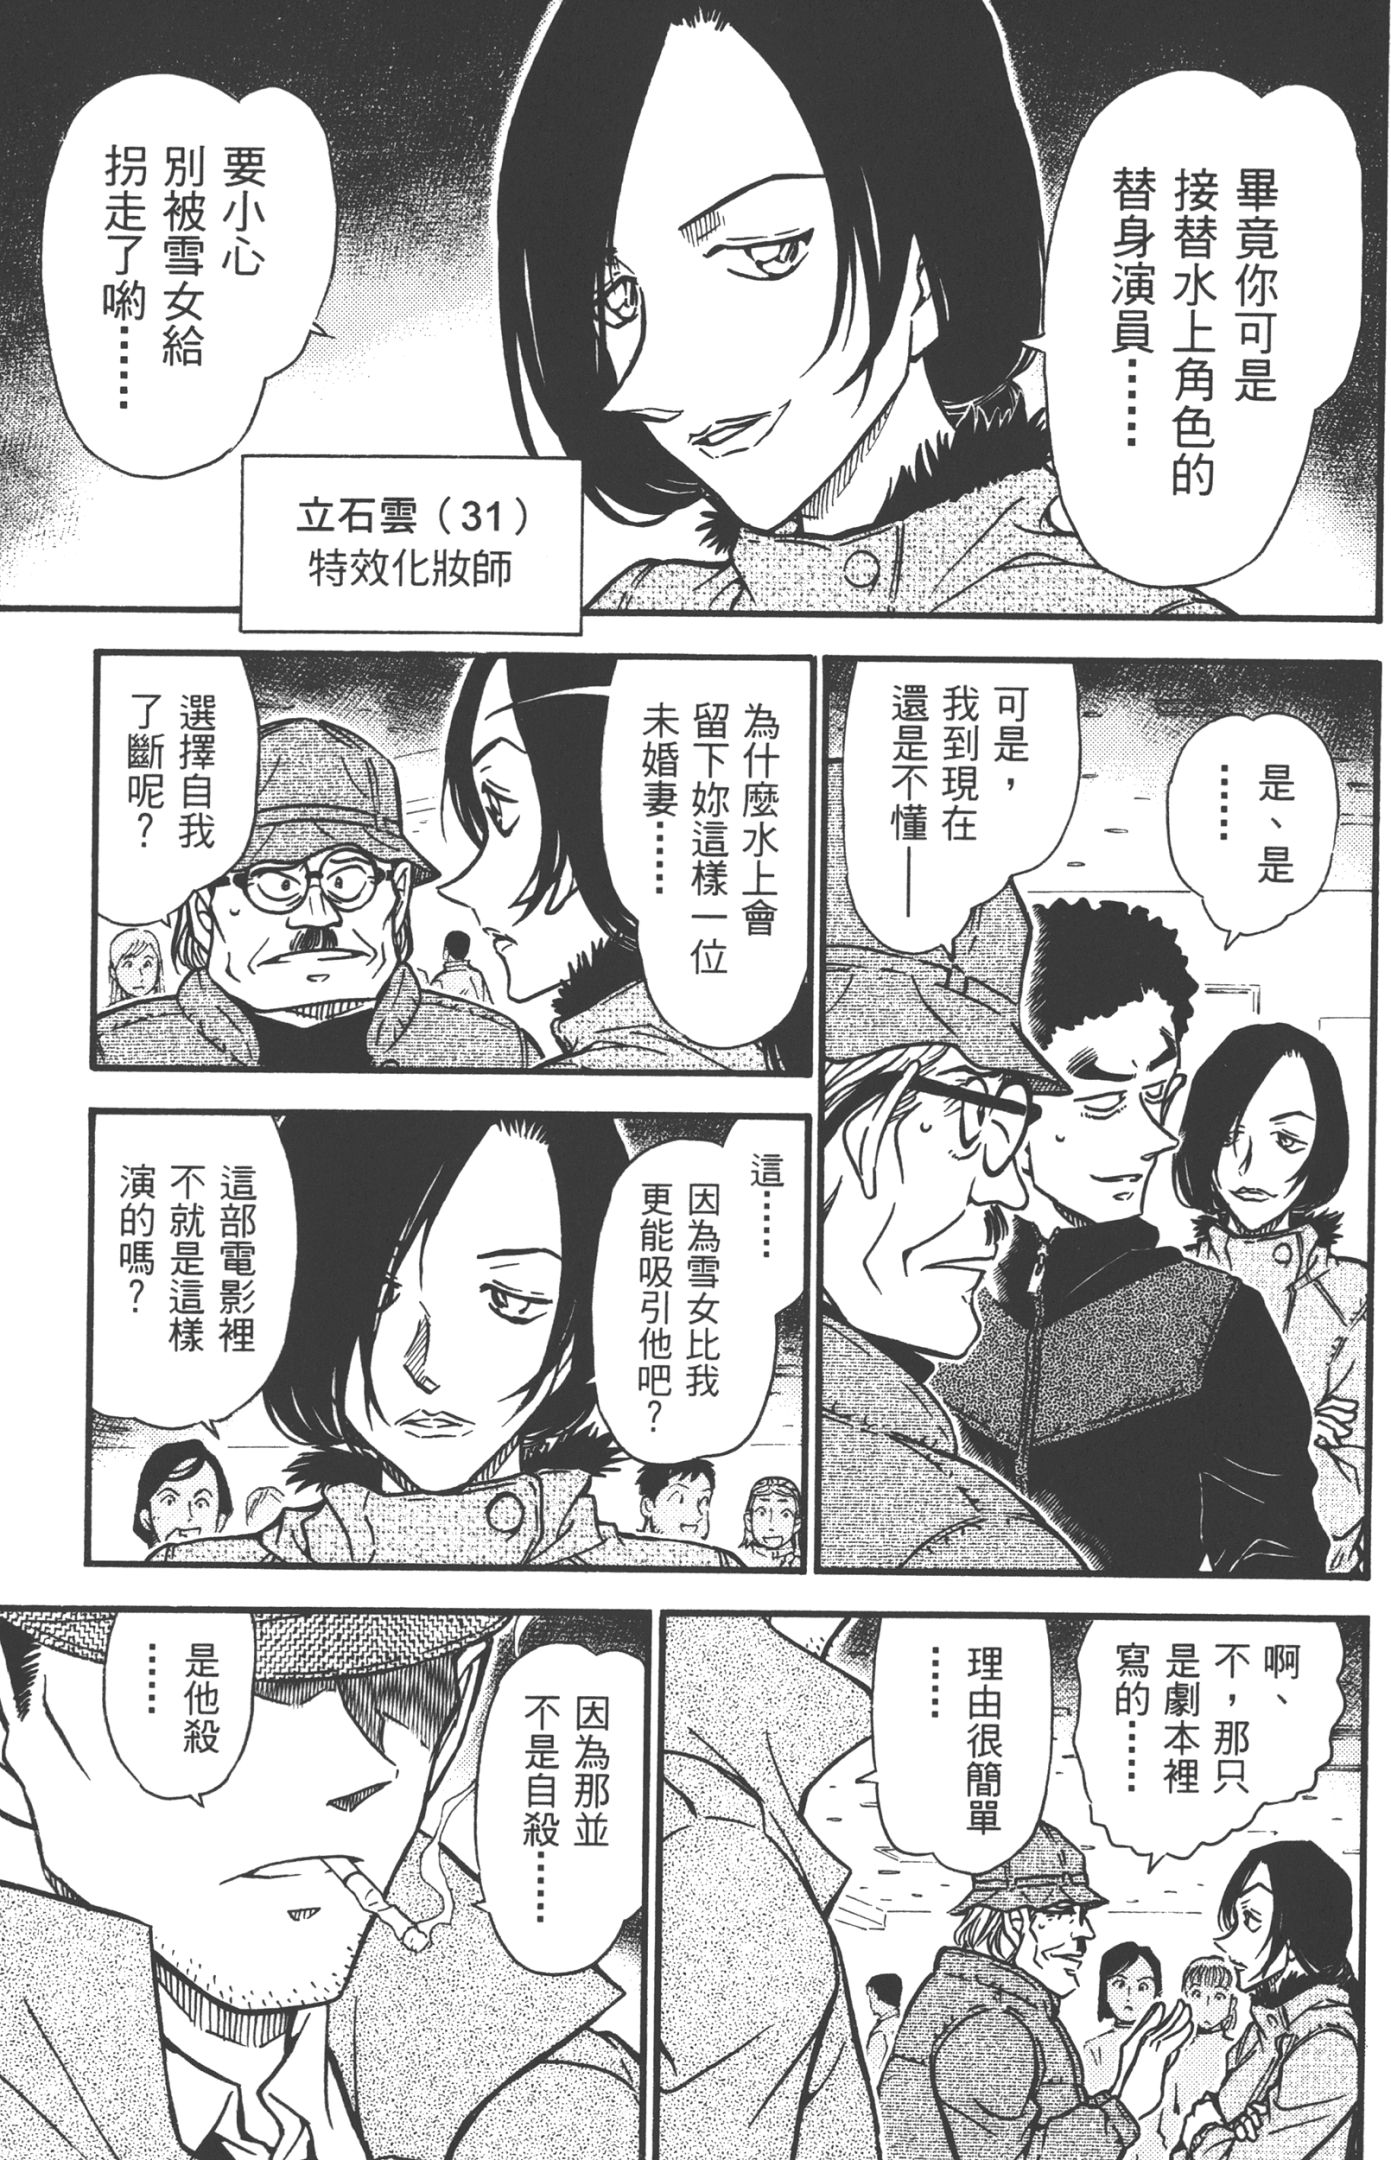 畢竟你可是
接替水上角色的
替身演員……
要小心
別被雪女給
拐走了喲……
立石雲（31）
特效化妝師
是、是
……
可是，
我到現在
還是不懂——
為什麼水上會
留下妳這樣一位
未婚妻……
選擇自我
了斷呢？
這……
因為雪女比我
更能吸引他吧？
這部電影裡
不就是這樣
演的嗎？
啊、
不，那只
是劇本裡
寫的……
理由很簡單
……
因為那並
不是自殺……
是他殺
……